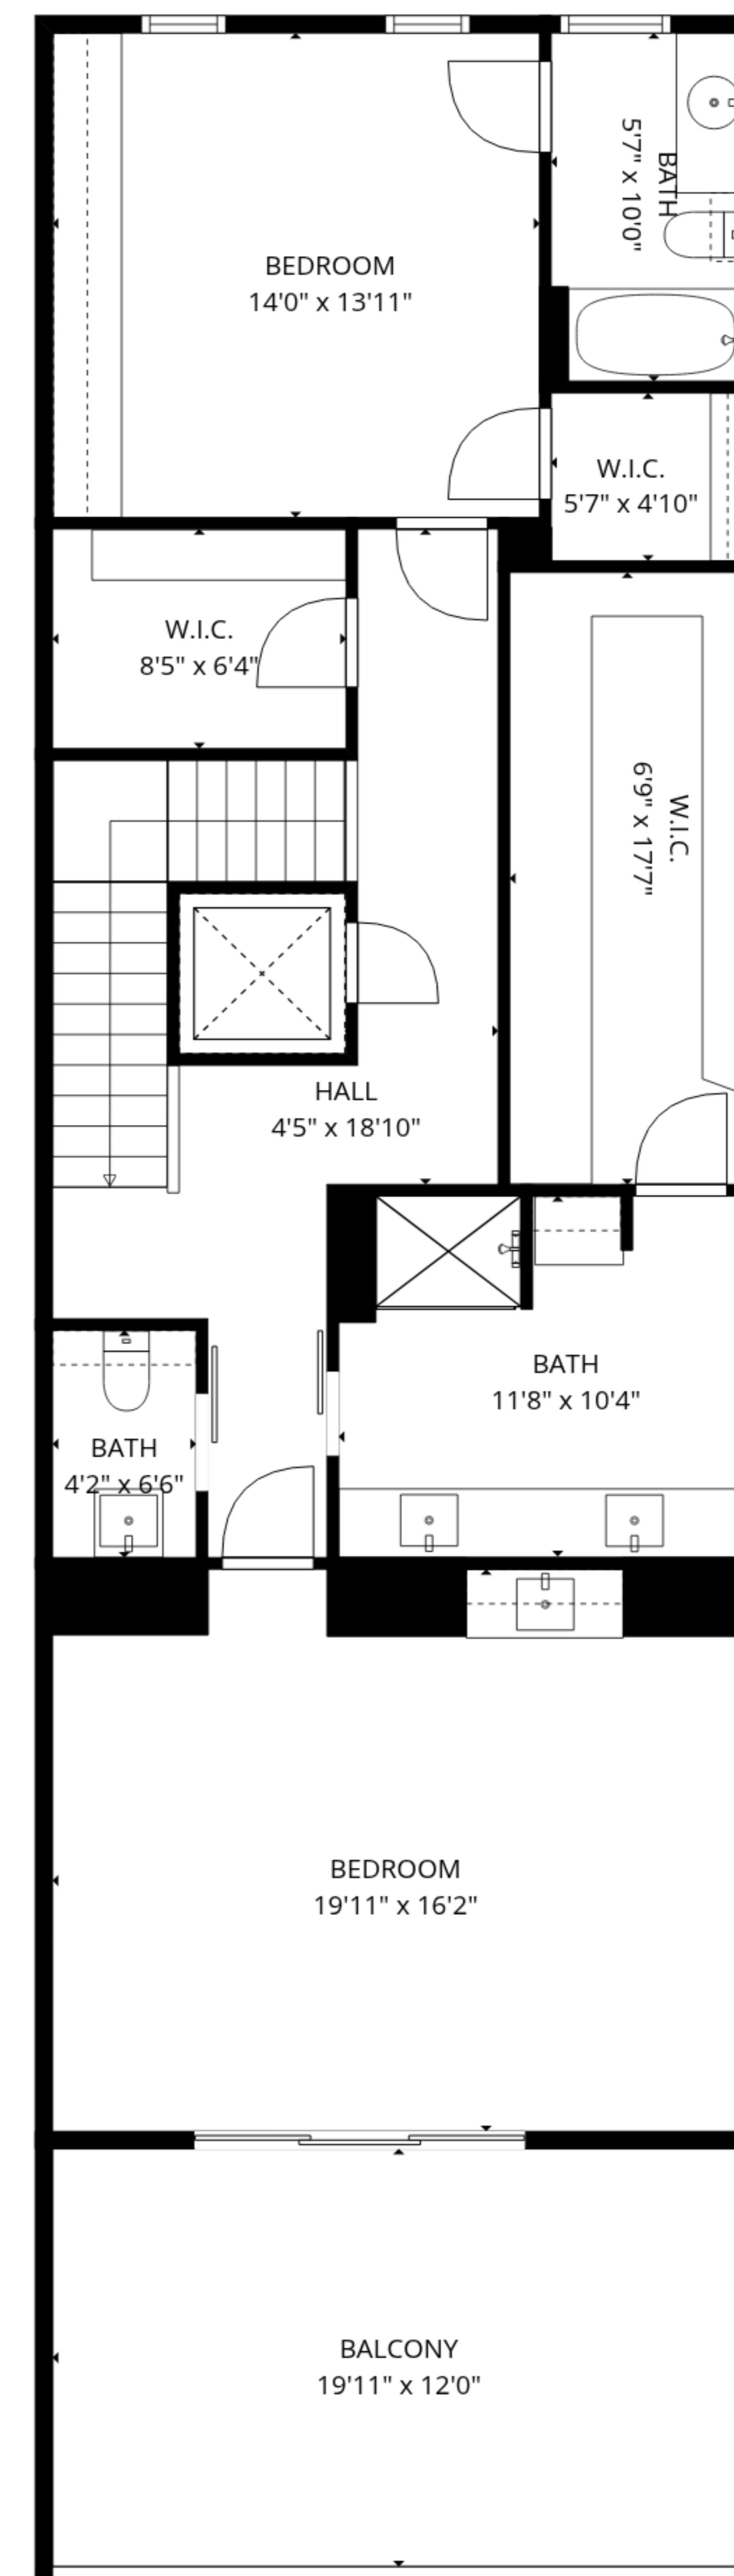 BEDROOM
14'0" x 13'11"
BATH
5'7" x 10'0"
W.I.C.
5'7" x 4'10"
W.I.C.
8'5" x 6'4"
W.I.C.
6'9" x 17'7"
HALL
4'5" x 18'10"
BATH
11'8" x 10'4"
BATH
4'2" x 6'6"
BEDROOM
19'11" x 16'2"
BALCONY
19'11" x 12'0"